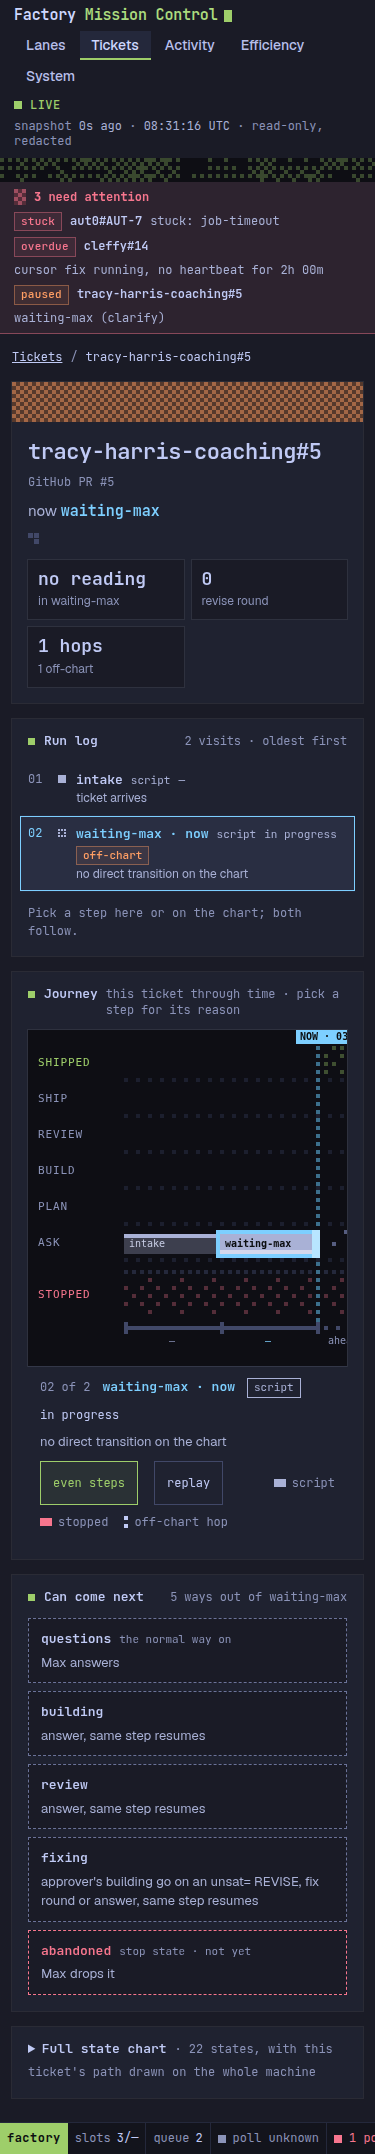 Factory Mission Control
Lanes Tickets Activity Efficiency
System
LIVE
snapshot 0s ago · 08:31:16 UTC · read-only,
redacted
3 need attention
stuck aut0#AUT-7 stuck: job-timeout
overdue cleffy#14
cursor fix running, no heartbeat for 2h 00m
paused tracy-harris-coaching#5
waiting-max (clarify)
Tickets / tracy-harris-coaching#5
tracy-harris-coaching#5
GitHub PR #5
now waiting-max
no reading
in waiting-max
0
revise round
1 hops
1 off-chart
Run log 2 visits · oldest first
01 intake script —
ticket arrives
02 waiting-max · now script in progress
off-chart
no direct transition on the chart
Pick a step here or on the chart; both
follow.
Journey this ticket through time · pick a
step for its reason
NOW · 03
SHIPPED
SHIP
REVIEW
BUILD
PLAN
ASK intake waiting-max
STOPPED
— — ahe
02 of 2 waiting-max · now script
in progress
no direct transition on the chart
even steps replay script
stopped off-chart hop
Can come next 5 ways out of waiting-max
questions the normal way on
Max answers
building
answer, same step resumes
review
answer, same step resumes
fixing
approver's building go on an unsat= REVISE, fix
round or answer, same step resumes
abandoned stop state · not yet
Max drops it
Full state chart · 22 states, with this
ticket's path drawn on the whole machine
factory slots 3/— queue 2 poll unknown 1 po